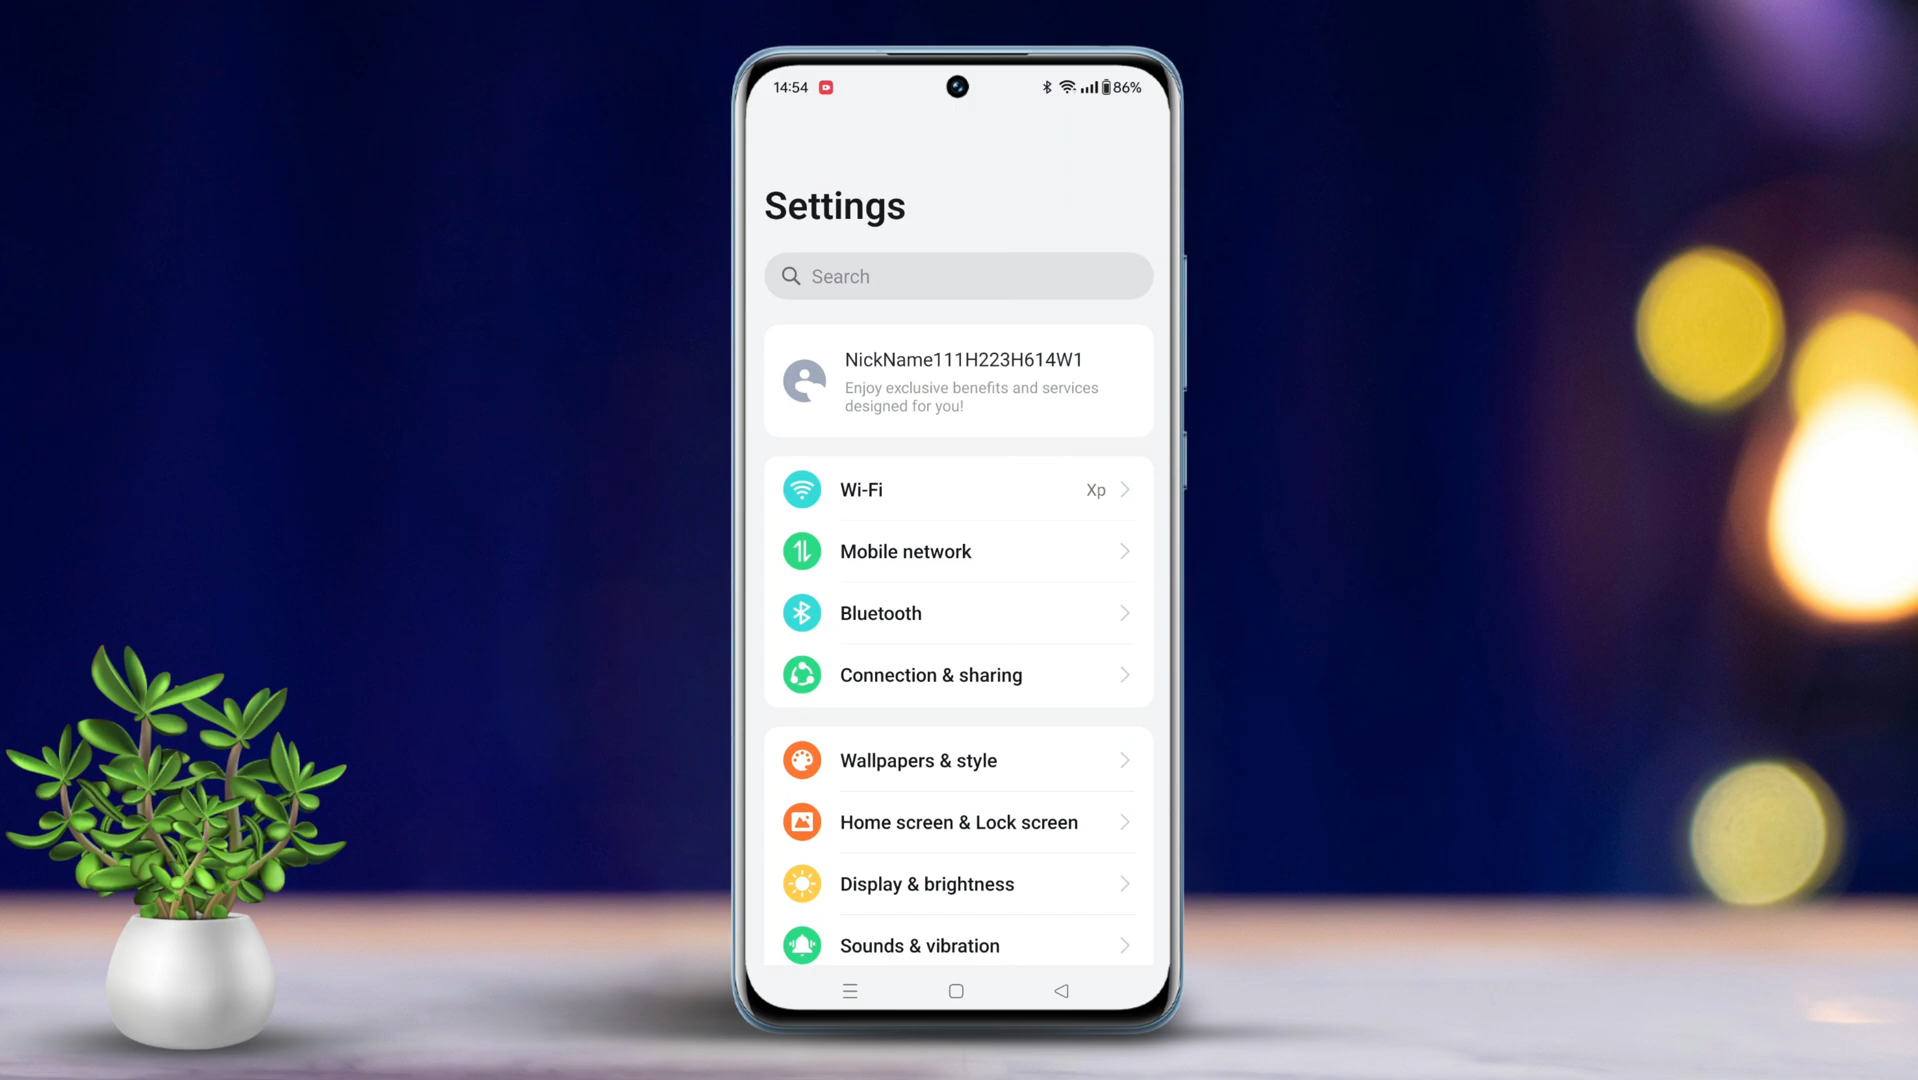 14:54 86%
Settings
Search
NickName111H223H614W1
Enjoy exclusive benefits and services
designed for you!
Wi-Fi Xp
Mobile network
Bluetooth
Connection & sharing
Wallpapers & style
Home screen & Lock screen
Display & brightness
Sounds & vibration